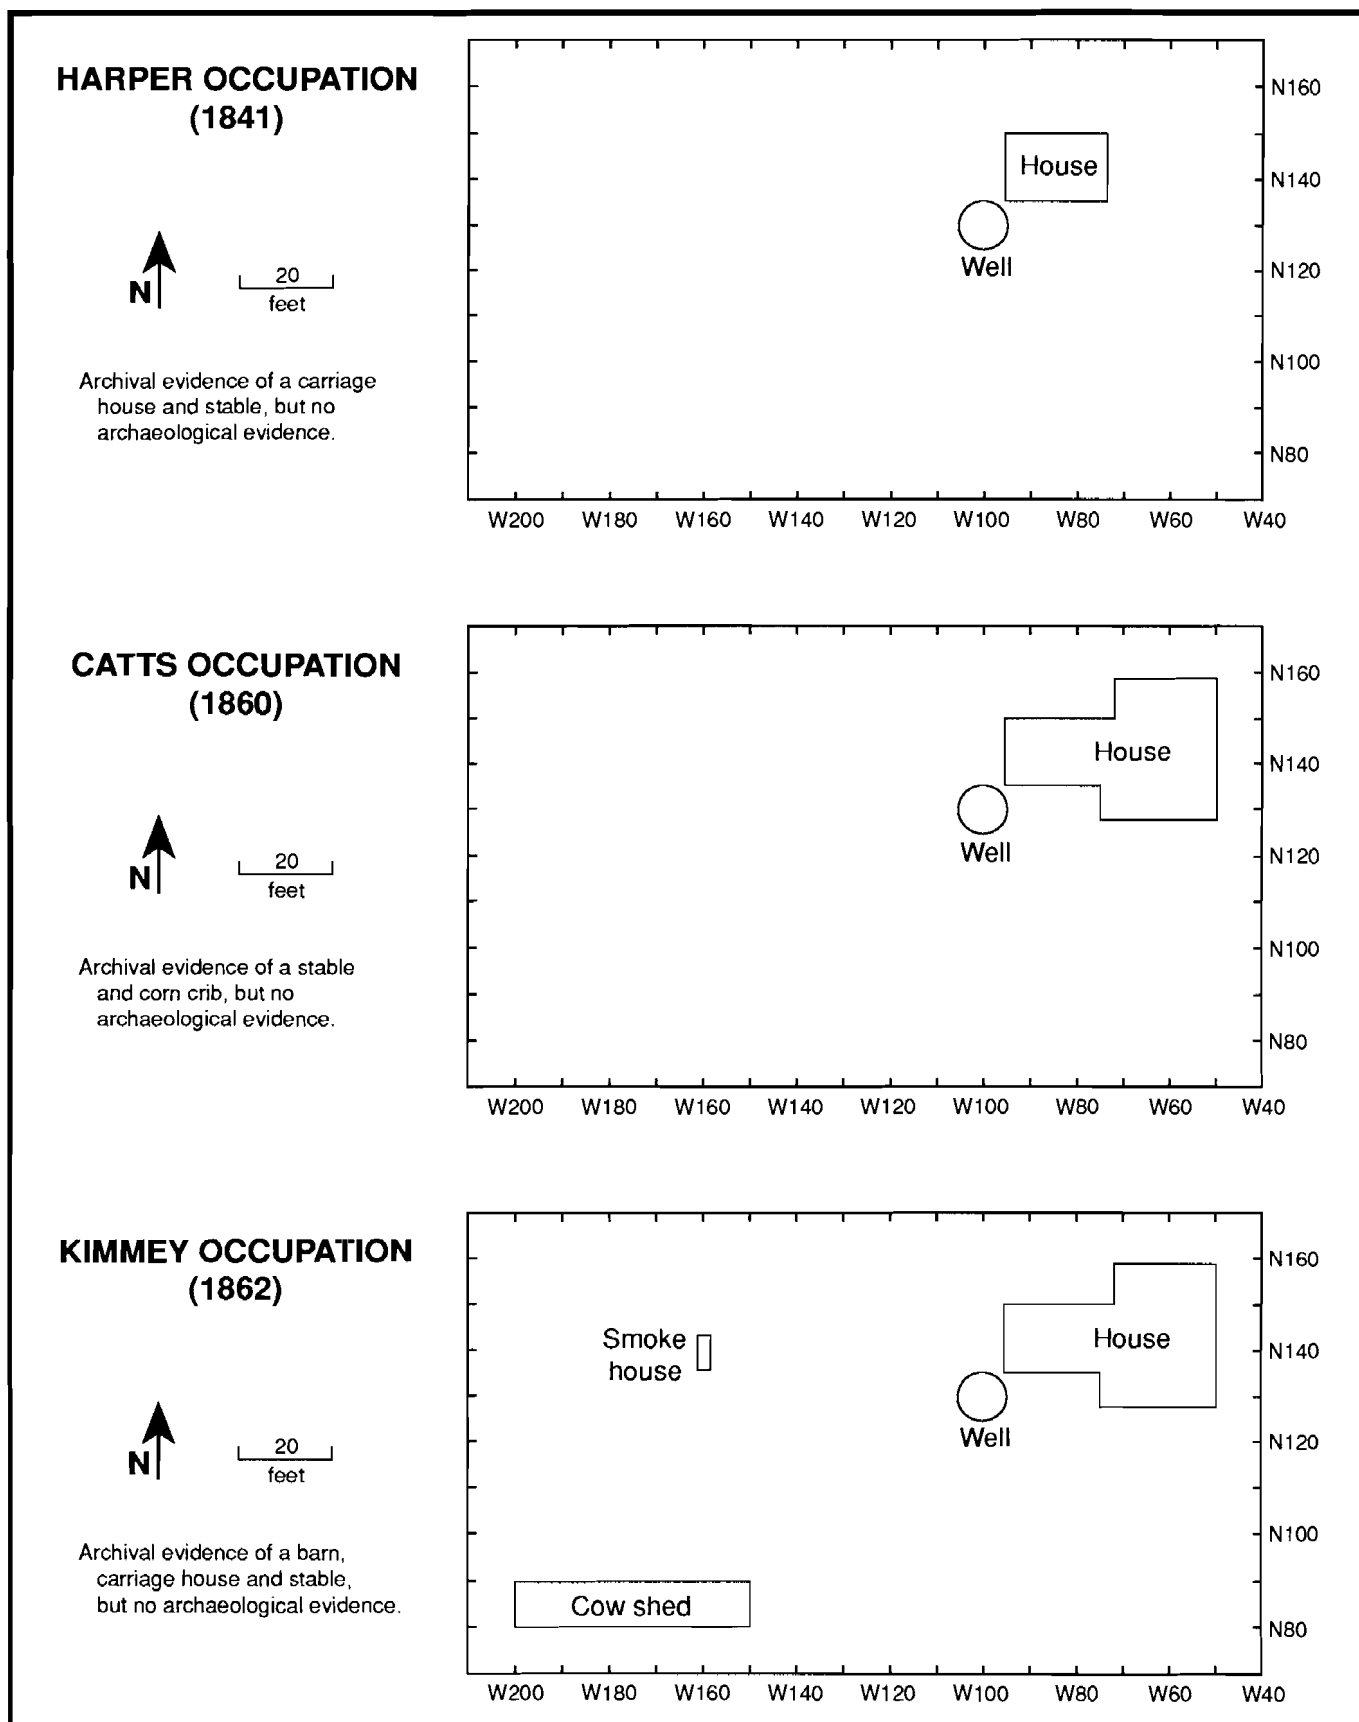 HARPER OCCUPATION
(1841)
N
20
feet
Archival evidence of a carriage
house and stable, but no
archaeological evidence.
House
Well
N160
N140
N120
N100
N80
W200 W180 W160 W140 W120 W100 W80 W60 W40
CATTS OCCUPATION
(1860)
N
20
feet
Archival evidence of a stable
and corn crib, but no
archaeological evidence.
House
Well
N160
N140
N120
N100
N80
W200 W180 W160 W140 W120 W100 W80 W60 W40
KIMMEY OCCUPATION
(1862)
N
20
feet
Archival evidence of a barn,
carriage house and stable,
but no archaeological evidence.
Smoke
house
House
Well
Cow shed
N160
N140
N120
N100
N80
W200 W180 W160 W140 W120 W100 W80 W60 W40